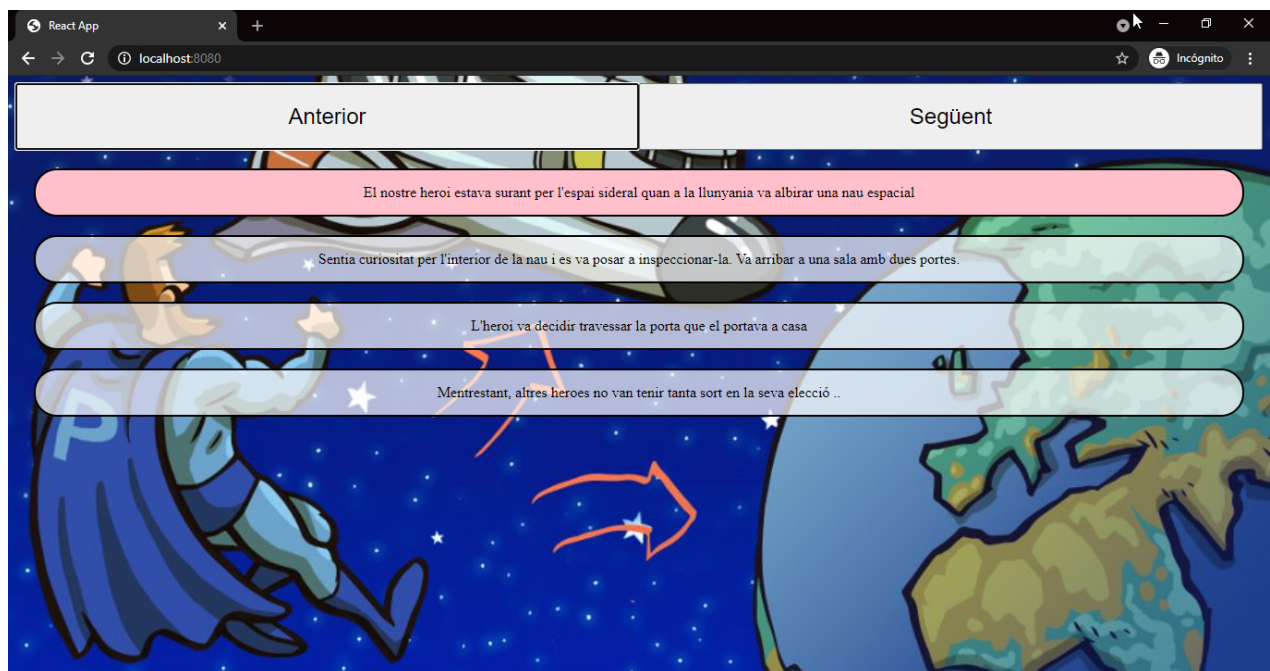 React App
localhost:8080
Incógnito
Anterior
Següent
El nostre heroi estava surant per l'espai sideral quan a la llunyania va albirar una nau espacial
Sentia curiositat per l'interior de la nau i es va posar a inspeccionar-la. Va arribar a una sala amb dues portes.
L'heroi va decidir travessar la porta que el portava a casa
Mentrestant, altres heroes no van tenir tanta sort en la seva elecció ..
P